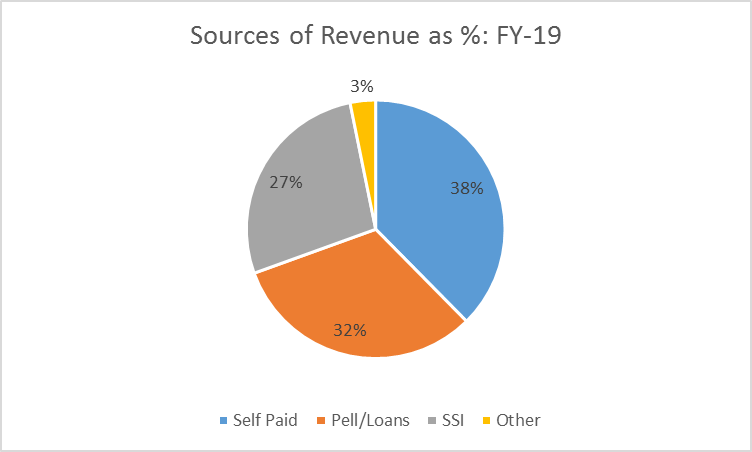 Sources of Revenue as %: FY-19
3%
27%
38%
32%
Self Paid Pell/Loans SSI Other